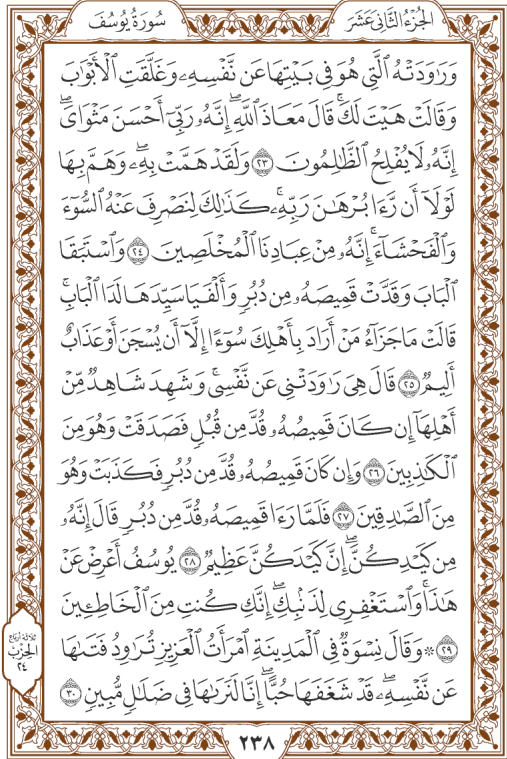 الجُزْءُ الثَّانِي عَشَرَ
سُورَةُ يُوسُفَ
وَرَٰوَدَتْهُ ٱلَّتِي هُوَ فِي بَيْتِهَا عَن نَّفْسِهِۦ وَغَلَّقَتِ ٱلْأَبْوَٰبَ
وَقَالَتْ هَيْتَ لَكَۚ قَالَ مَعَاذَ ٱللَّهِۖ إِنَّهُۥ رَبِّيٓ أَحْسَنَ مَثْوَايَۖ
إِنَّهُۥ لَا يُفْلِحُ ٱلظَّٰلِمُونَ ٢٣ وَلَقَدْ هَمَّتْ بِهِۦۖ وَهَمَّ بِهَا
لَوْلَآ أَن رَّءَا بُرْهَٰنَ رَبِّهِۦۚ كَذَٰلِكَ لِنَصْرِفَ عَنْهُ ٱلسُّوٓءَ
وَٱلْفَحْشَآءَۚ إِنَّهُۥ مِنْ عِبَادِنَا ٱلْمُخْلَصِينَ ٢٤ وَٱسْتَبَقَا
ٱلْبَابَ وَقَدَّتْ قَمِيصَهُۥ مِن دُبُرٍ وَأَلْفَيَا سَيِّدَهَا لَدَا ٱلْبَابِۚ
قَالَتْ مَا جَزَآءُ مَنْ أَرَادَ بِأَهْلِكَ سُوٓءًا إِلَّآ أَن يُسْجَنَ أَوْ عَذَابٌ
أَلِيمٌ ٢٥ قَالَ هِيَ رَٰوَدَتْنِي عَن نَّفْسِيۚ وَشَهِدَ شَاهِدٌ مِّنْ
أَهْلِهَآ إِن كَانَ قَمِيصُهُۥ قُدَّ مِن قُبُلٍ فَصَدَقَتْ وَهُوَ مِنَ
ٱلْكَٰذِبِينَ ٢٦ وَإِن كَانَ قَمِيصُهُۥ قُدَّ مِن دُبُرٍ فَكَذَبَتْ وَهُوَ
مِنَ ٱلصَّٰدِقِينَ ٢٧ فَلَمَّا رَءَا قَمِيصَهُۥ قُدَّ مِن دُبُرٍ قَالَ إِنَّهُۥ
مِن كَيْدِكُنَّۖ إِنَّ كَيْدَكُنَّ عَظِيمٌ ٢٨ يُوسُفُ أَعْرِضْ عَنْ
هَٰذَاۚ وَٱسْتَغْفِرِي لِذَنۢبِكِۖ إِنَّكِ كُنتِ مِنَ ٱلْخَاطِـِٔينَ
٢٩ ۞ وَقَالَ نِسْوَةٌ فِي ٱلْمَدِينَةِ ٱمْرَأَتُ ٱلْعَزِيزِ تُرَٰوِدُ فَتَىٰهَا
عَن نَّفْسِهِۦۖ قَدْ شَغَفَهَا حُبًّاۖ إِنَّا لَنَرَىٰهَا فِي ضَلَٰلٍ مُّبِينٍ ٣٠
ثلاثة أرباع
الحِزْبُ
٢٤
٢٣٨